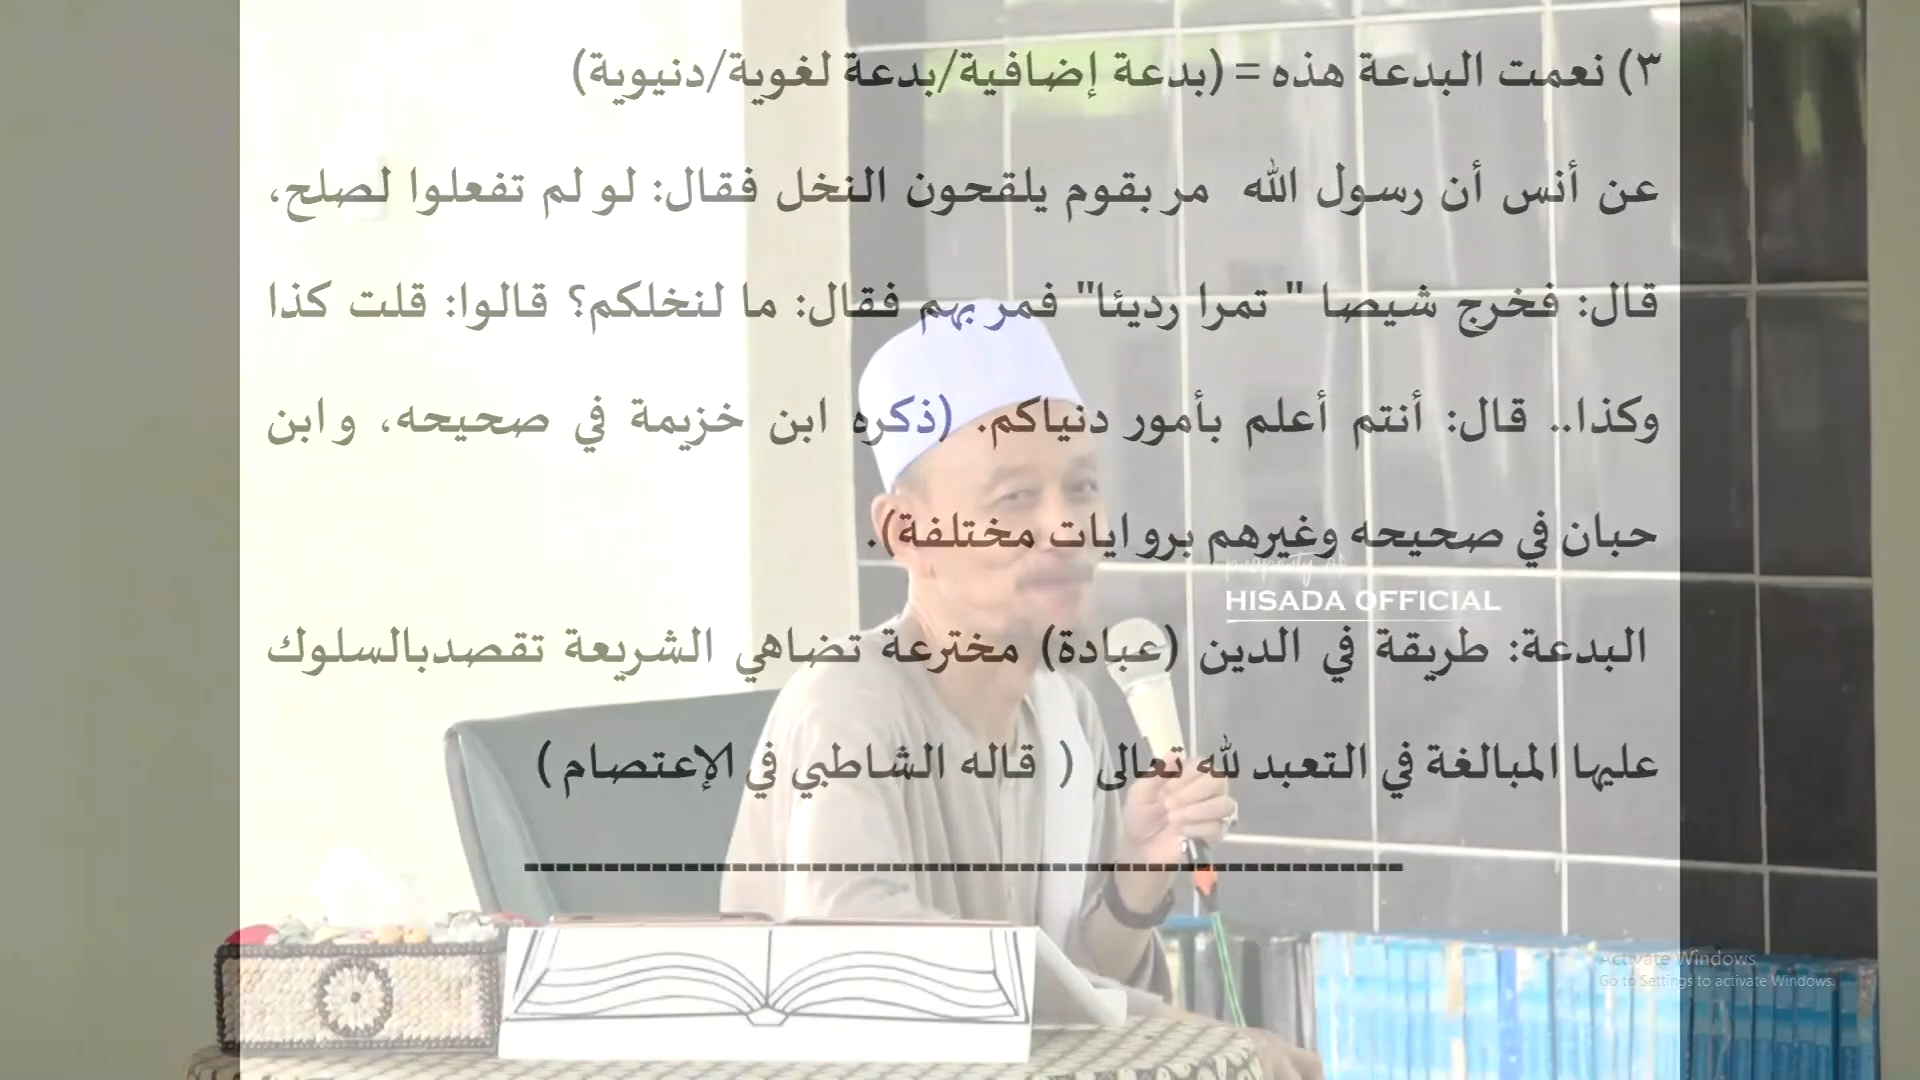 ٣) نعمت البدعة هذه = (بدعة إضافية/بدعة لغوية/دنيوية)
عن أنس أن رسول الله مر بقوم يلقحون النخل فقال: لو لم تفعلوا لصلح،
قال: فخرج شيصا " تمرا رديئا" فمر بهم فقال: ما لنخلكم؟ قالوا: قلت كذا
وكذا.. قال: أنتم أعلم بأمور دنياكم. (ذكره ابن خزيمة في صحيحه، وابن
حبان في صحيحه وغيرهم بروايات مختلفة).
property of
HISADA OFFICIAL
البدعة: طريقة في الدين (عبادة) مخترعة تضاهي الشريعة تقصدبالسلوك
عليها المبالغة في التعبد لله تعالى ( قاله الشاطبي في الإعتصام )
Activate Windows
Go to Settings to activate Windows.